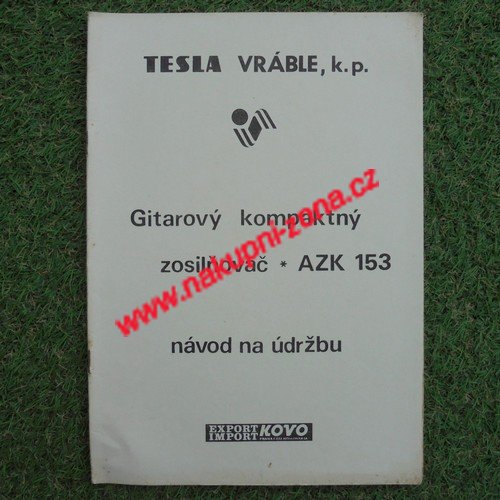 TESLA VRÁBLE, k.p.
Gitarový kompaktný
zosilňovač * AZK 153
www.nakupni-zona.cz
návod na údržbu
EXPORT
IMPORT KOVO